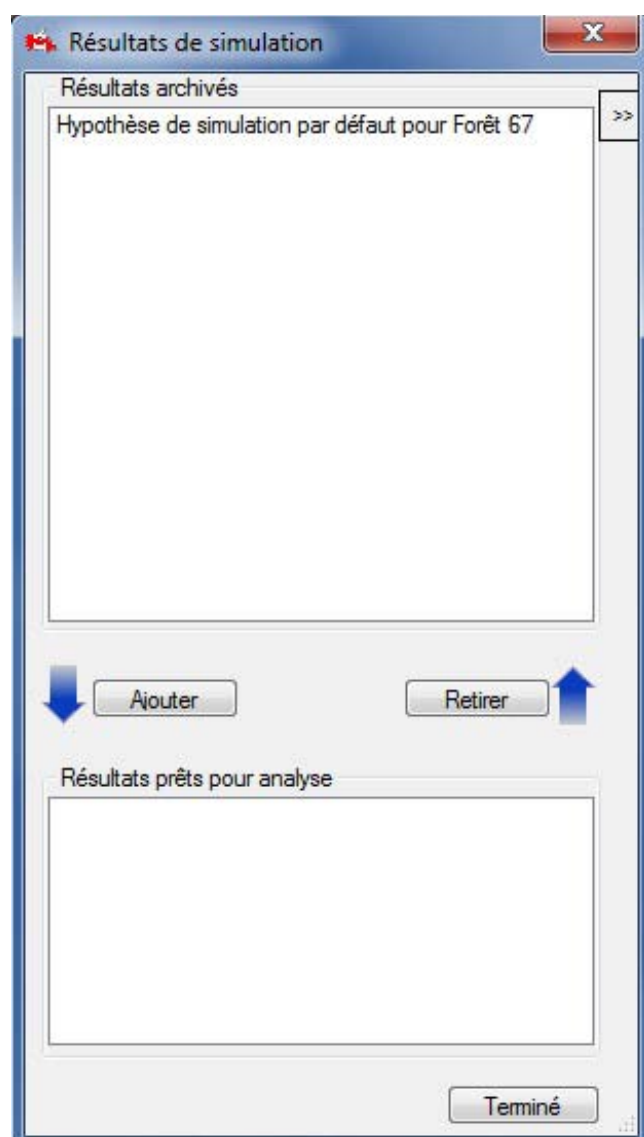 Résultats de simulation
Résultats archivés
Hypothèse de simulation par défaut pour Forêt 67
>>
Ajouter
Retirer
Résultats prêts pour analyse
Terminé